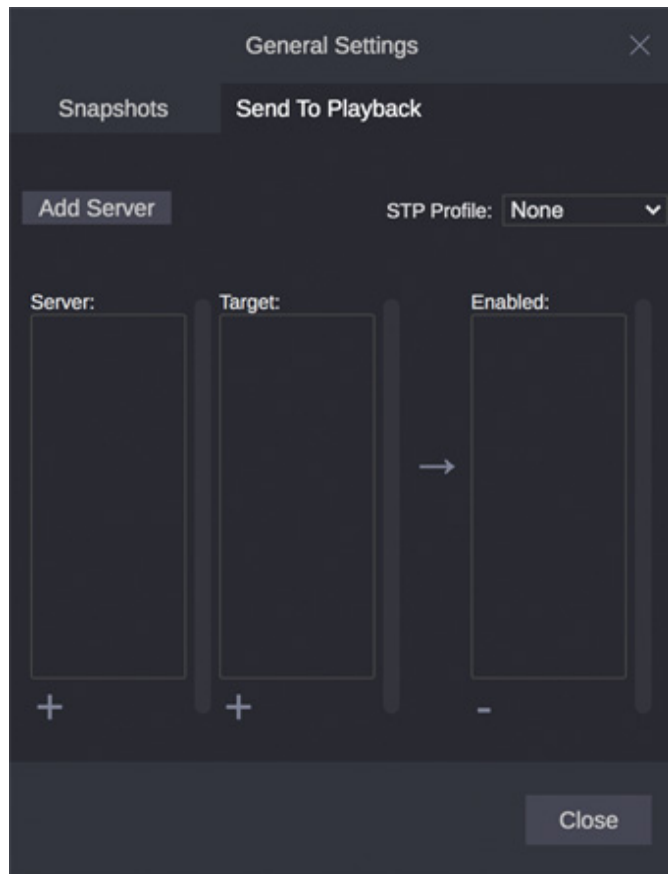 General Settings
Snapshots Send To Playback
Add Server STP Profile: None
Server: Target: Enabled:
→
+ + -
Close